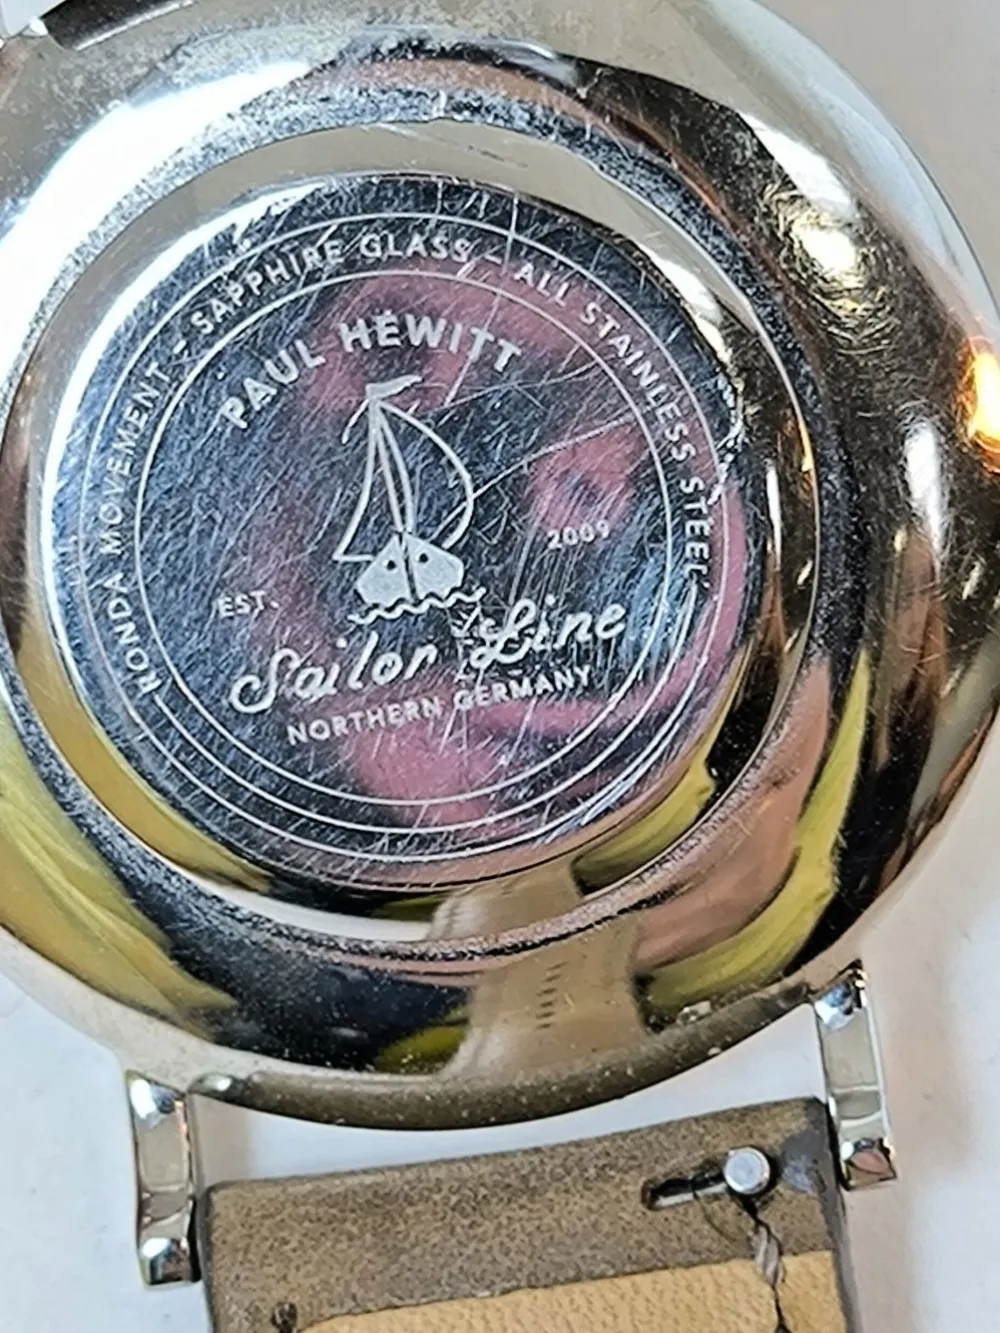 RONDA MOVEMENT - SAPPHIRE GLASS - ALL STAINLESS STEEL
PAUL HEWITT
EST. 2009
Sailor Line
NORTHERN GERMANY